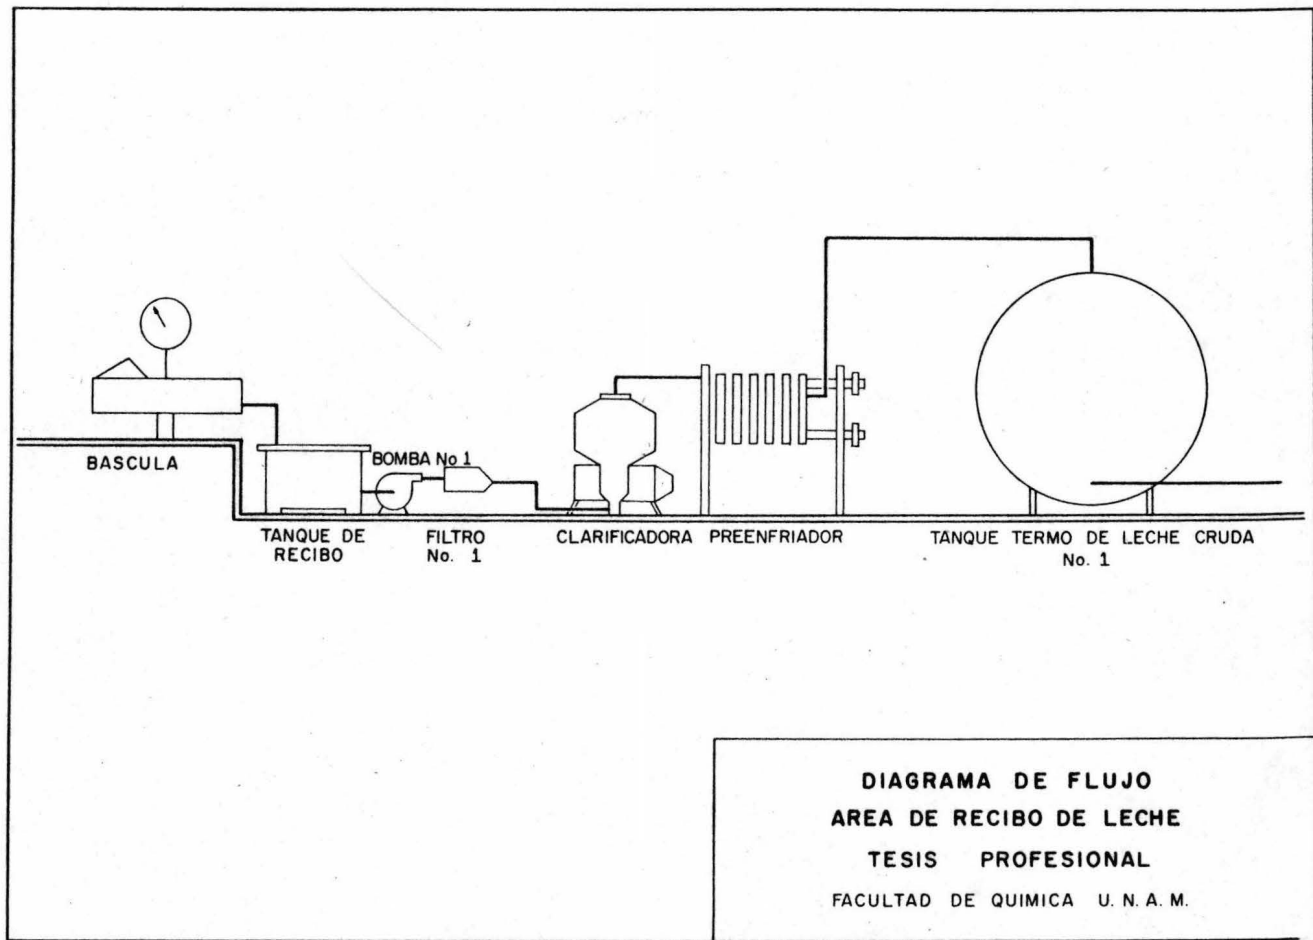 BASCULA
BOMBA No 1
TANQUE DE
RECIBO
FILTRO
No. 1
CLARIFICADORA
PREENFRIADOR
TANQUE TERMO DE LECHE CRUDA
No. 1
DIAGRAMA DE FLUJO
AREA DE RECIBO DE LECHE
TESIS PROFESIONAL
FACULTAD DE QUIMICA U. N. A. M.